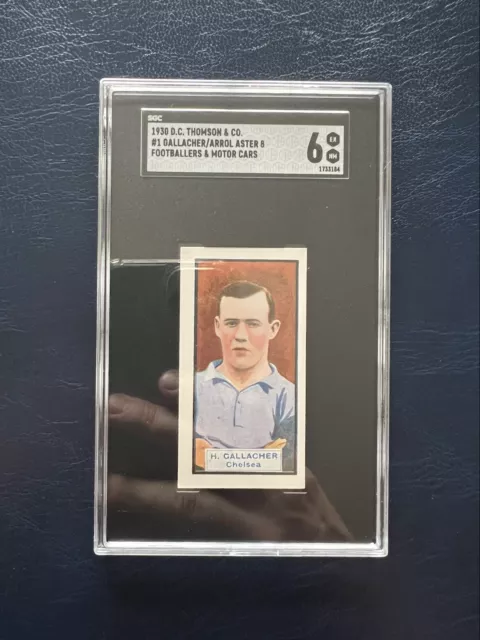 SGC
1930 D.C. THOMSON & CO.
#1 GALLACHER/ARROL ASTER 8
FOOTBALLERS & MOTOR CARS
6 EX
NM
1733184
H. GALLACHER
Chelsea